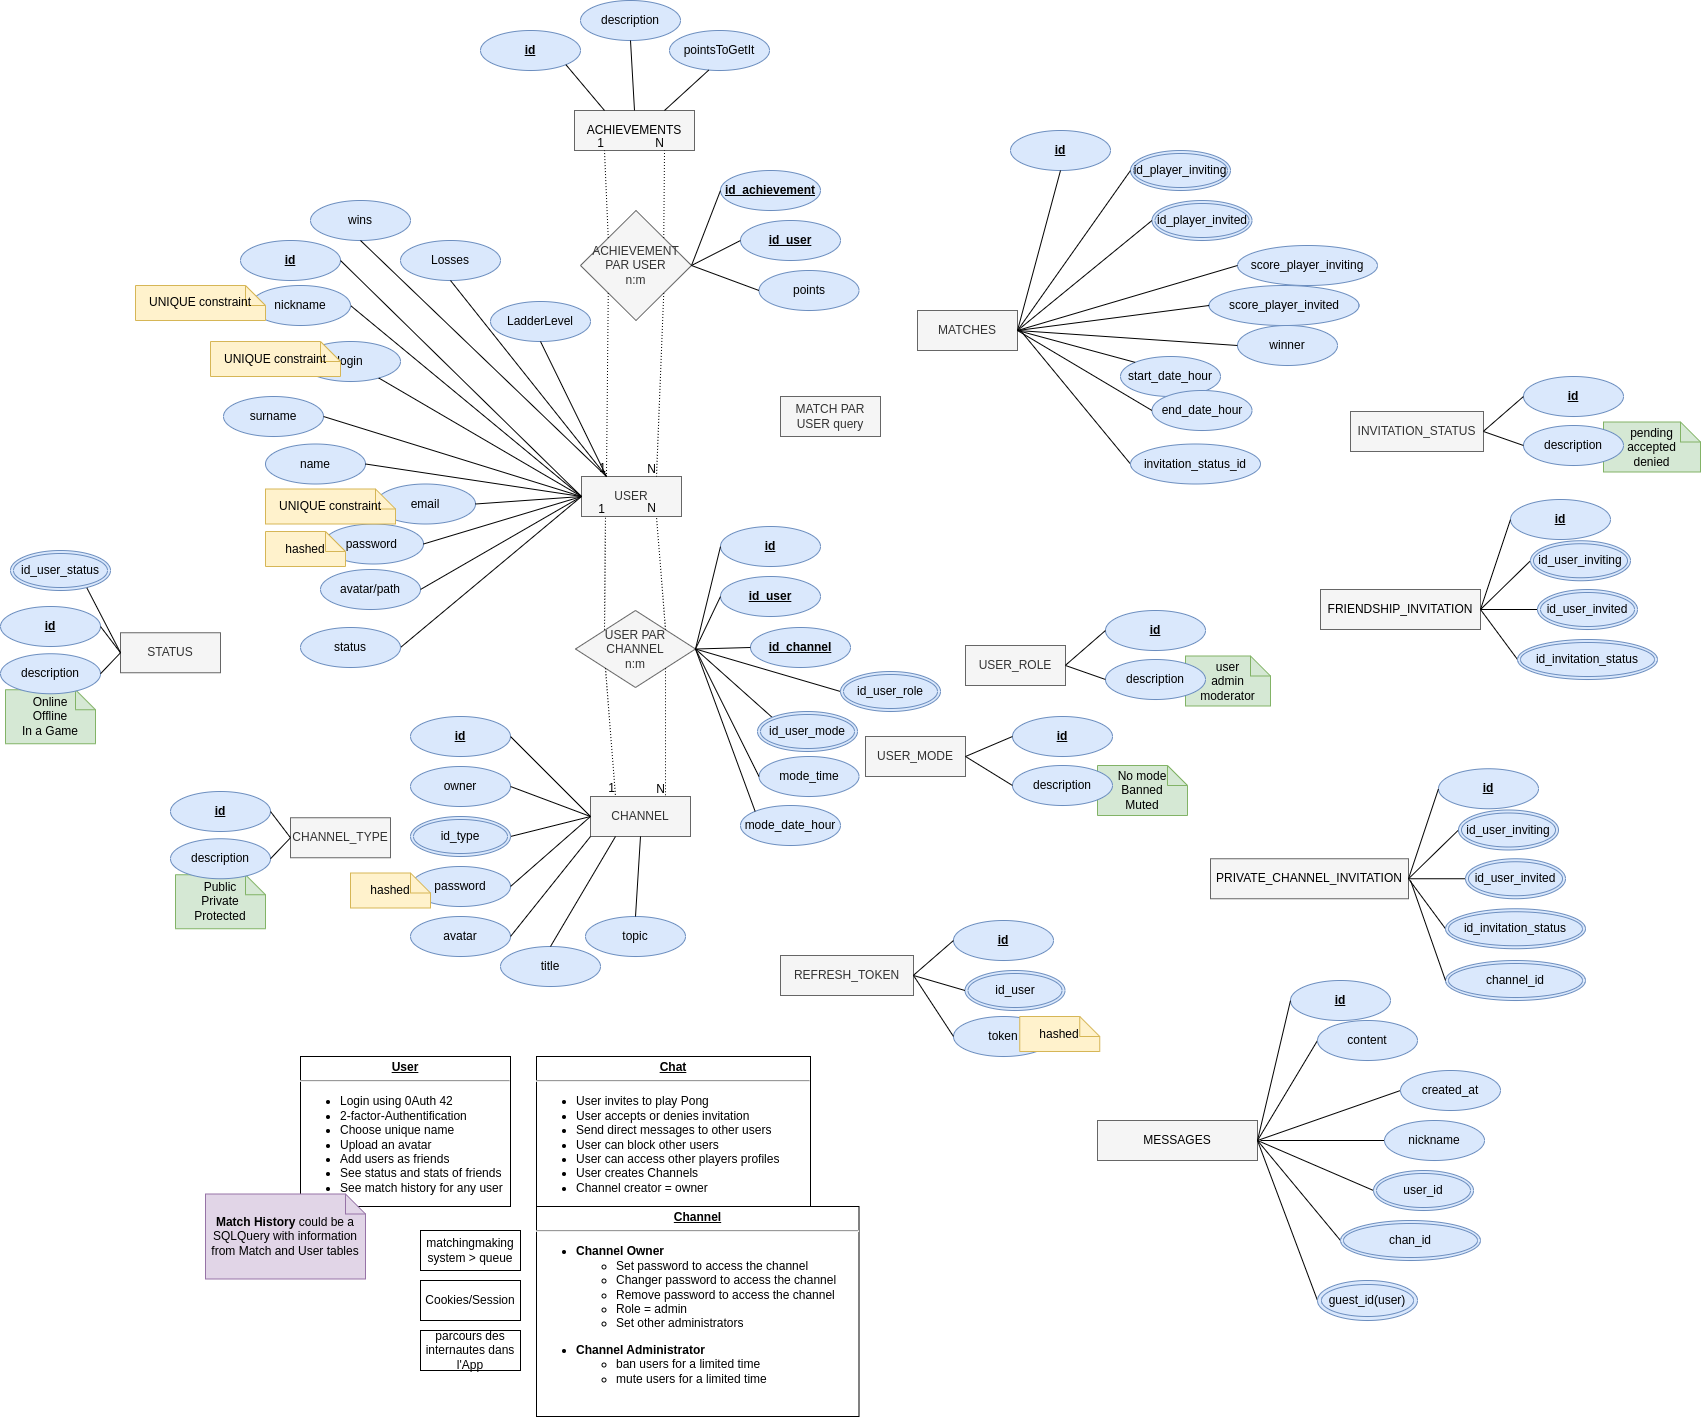 description
id
pointsToGetIt
ACHIEVEMENTS
1
N
id_achievement
id_user
points
ACHIEVEMENT
PAR USER
n:m
wins
id
Losses
nickname
UNIQUE constraint
LadderLevel
login
UNIQUE constraint
surname
name
email
UNIQUE constraint
password
hashed
avatar/path
status
1
N
USER
1
N
MATCH PAR
USER query
id
id_player_inviting
id_player_invited
score_player_inviting
score_player_invited
winner
MATCHES
start_date_hour
end_date_hour
invitation_status_id
id
INVITATION_STATUS
description
pending
accepted
denied
id
id_user_inviting
FRIENDSHIP_INVITATION
id_user_invited
id_invitation_status
id_user_status
id
STATUS
description
Online
Offline
In a Game
id
id_user
USER PAR
CHANNEL
n:m
id_channel
id_user_role
id_user_mode
mode_time
mode_date_hour
id
USER_ROLE
description
user
admin
moderator
id
USER_MODE
description
No mode
Banned
Muted
1
N
id
owner
CHANNEL
id_type
password
hashed
avatar
title
topic
id
CHANNEL_TYPE
description
Public
Private
Protected
id
id_user_inviting
PRIVATE_CHANNEL_INVITATION
id_user_invited
id_invitation_status
channel_id
id
REFRESH_TOKEN
id_user
token
hashed
id
content
created_at
MESSAGES
nickname
user_id
chan_id
guest_id(user)
User
Login using 0Auth 42
2-factor-Authentification
Choose unique name
Upload an avatar
Add users as friends
See status and stats of friends
See match history for any user
Match History could be a
SQLQuery with information
from Match and User tables
Chat
User invites to play Pong
User accepts or denies invitation
Send direct messages to other users
User can block other users
User can access other players profiles
User creates Channels
Channel creator = owner
Channel
Channel Owner
Set password to access the channel
Changer password to access the channel
Remove password to access the channel
Role = admin
Set other administrators
Channel Administrator
ban users for a limited time
mute users for a limited time
matchingmaking
system > queue
Cookies/Session
parcours des
internautes dans
l'App